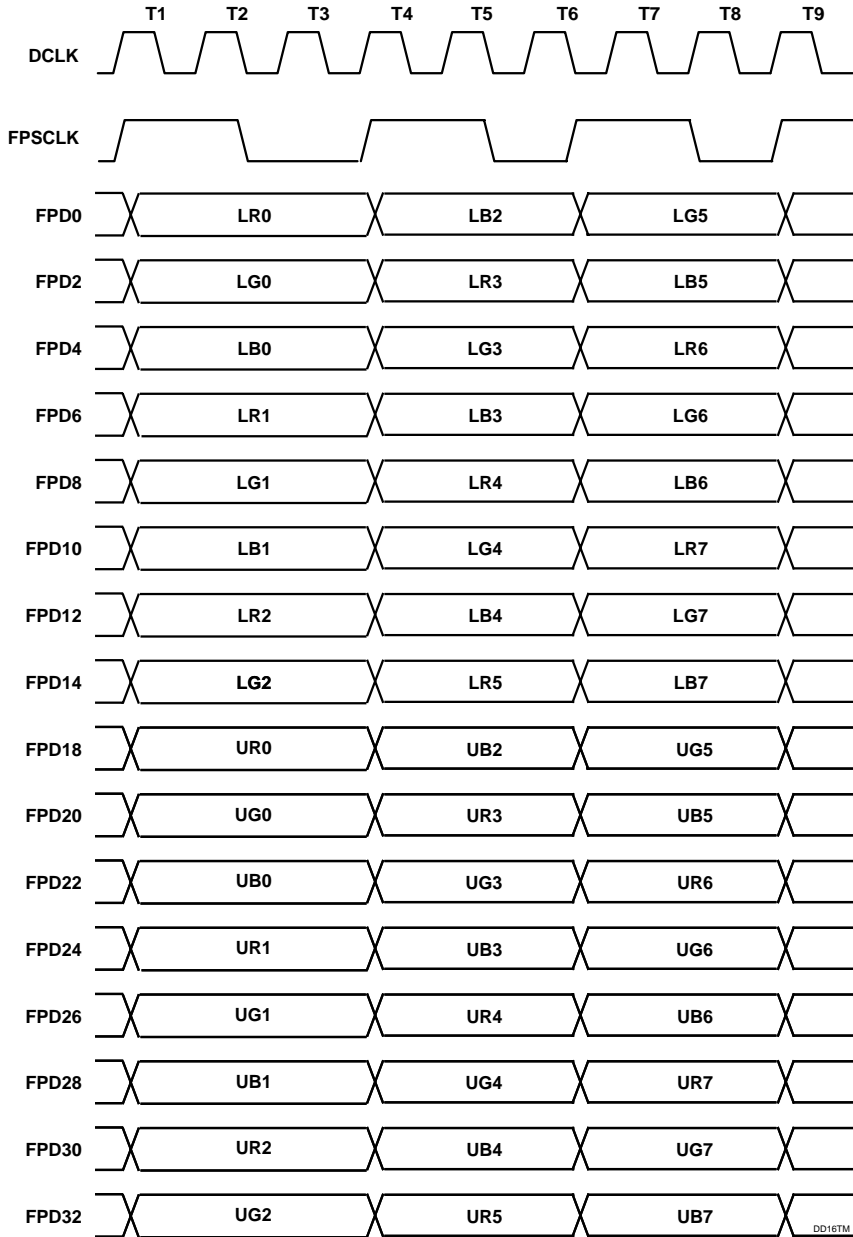 T1 T2 T3 T4 T5 T6 T7 T8 T9
DCLK
FPSCLK
FPD0 LR0 LB2 LG5
FPD2 LG0 LR3 LB5
FPD4 LB0 LG3 LR6
FPD6 LR1 LB3 LG6
FPD8 LG1 LR4 LB6
FPD10 LB1 LG4 LR7
FPD12 LR2 LB4 LG7
FPD14 LG2 LR5 LB7
FPD18 UR0 UB2 UG5
FPD20 UG0 UR3 UB5
FPD22 UB0 UG3 UR6
FPD24 UR1 UB3 UG6
FPD26 UG1 UR4 UB6
FPD28 UB1 UG4 UR7
FPD30 UR2 UB4 UG7
FPD32 UG2 UR5 UB7
DD16TM